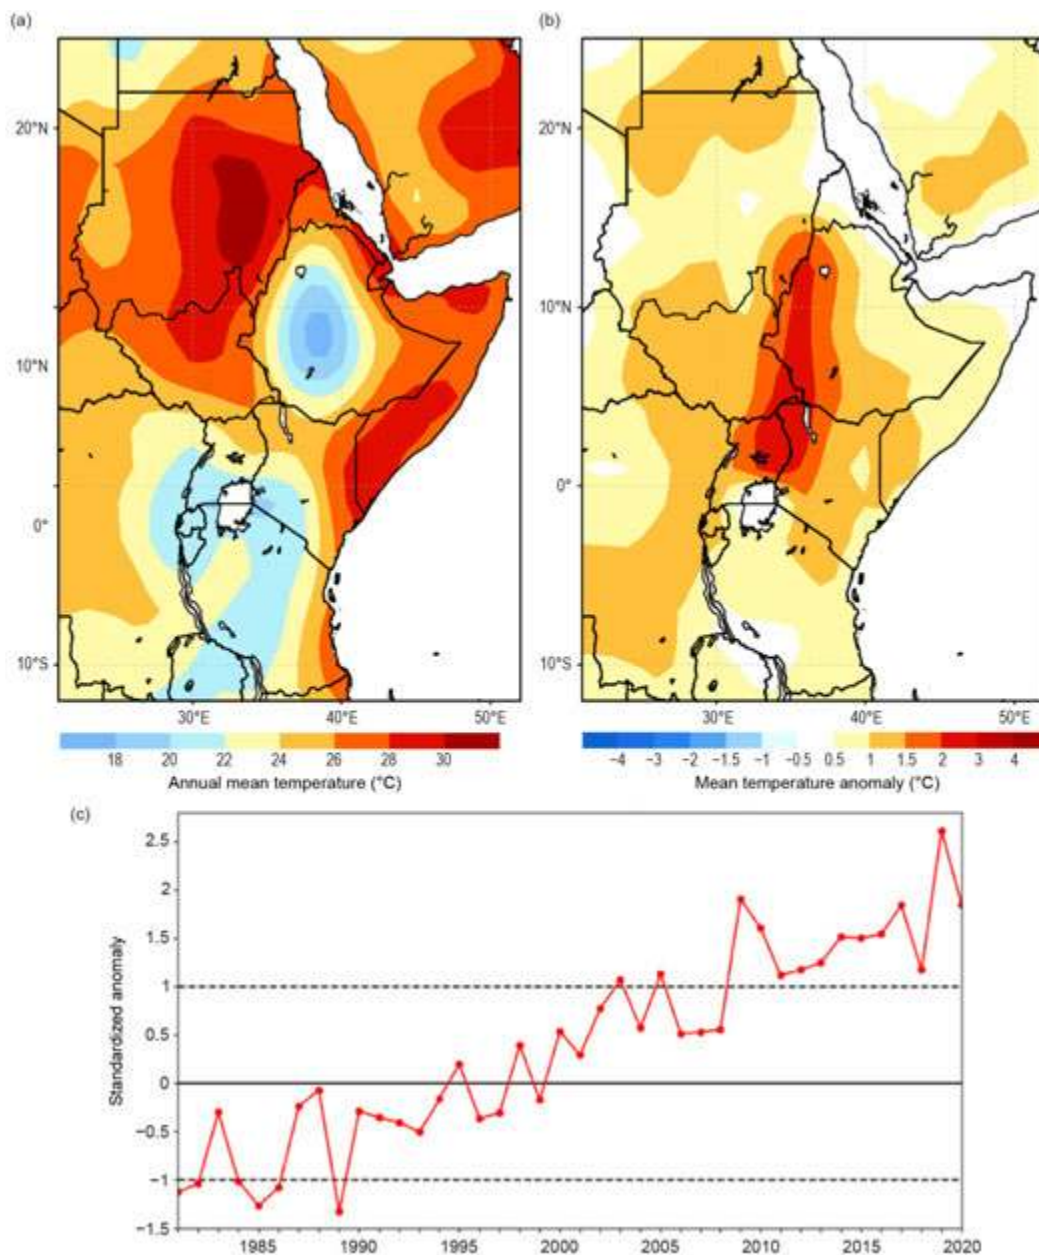 (a)
(b)
20°N
20°N
10°N
10°N
0°
0°
10°S
10°S
30°E
40°E
50°E
30°E
40°E
50°E
18
20
22
24
26
28
30
−4
−3
−2
−1.5
−1
−0.5
0.5
1
1.5
2
3
4
Annual mean temperature (°C)
Mean temperature anomaly (°C)
(c)
2.5
2
1.5
1
0.5
0
−0.5
−1
−1.5
Standardized anomaly
1985
1990
1995
2000
2005
2010
2015
2020